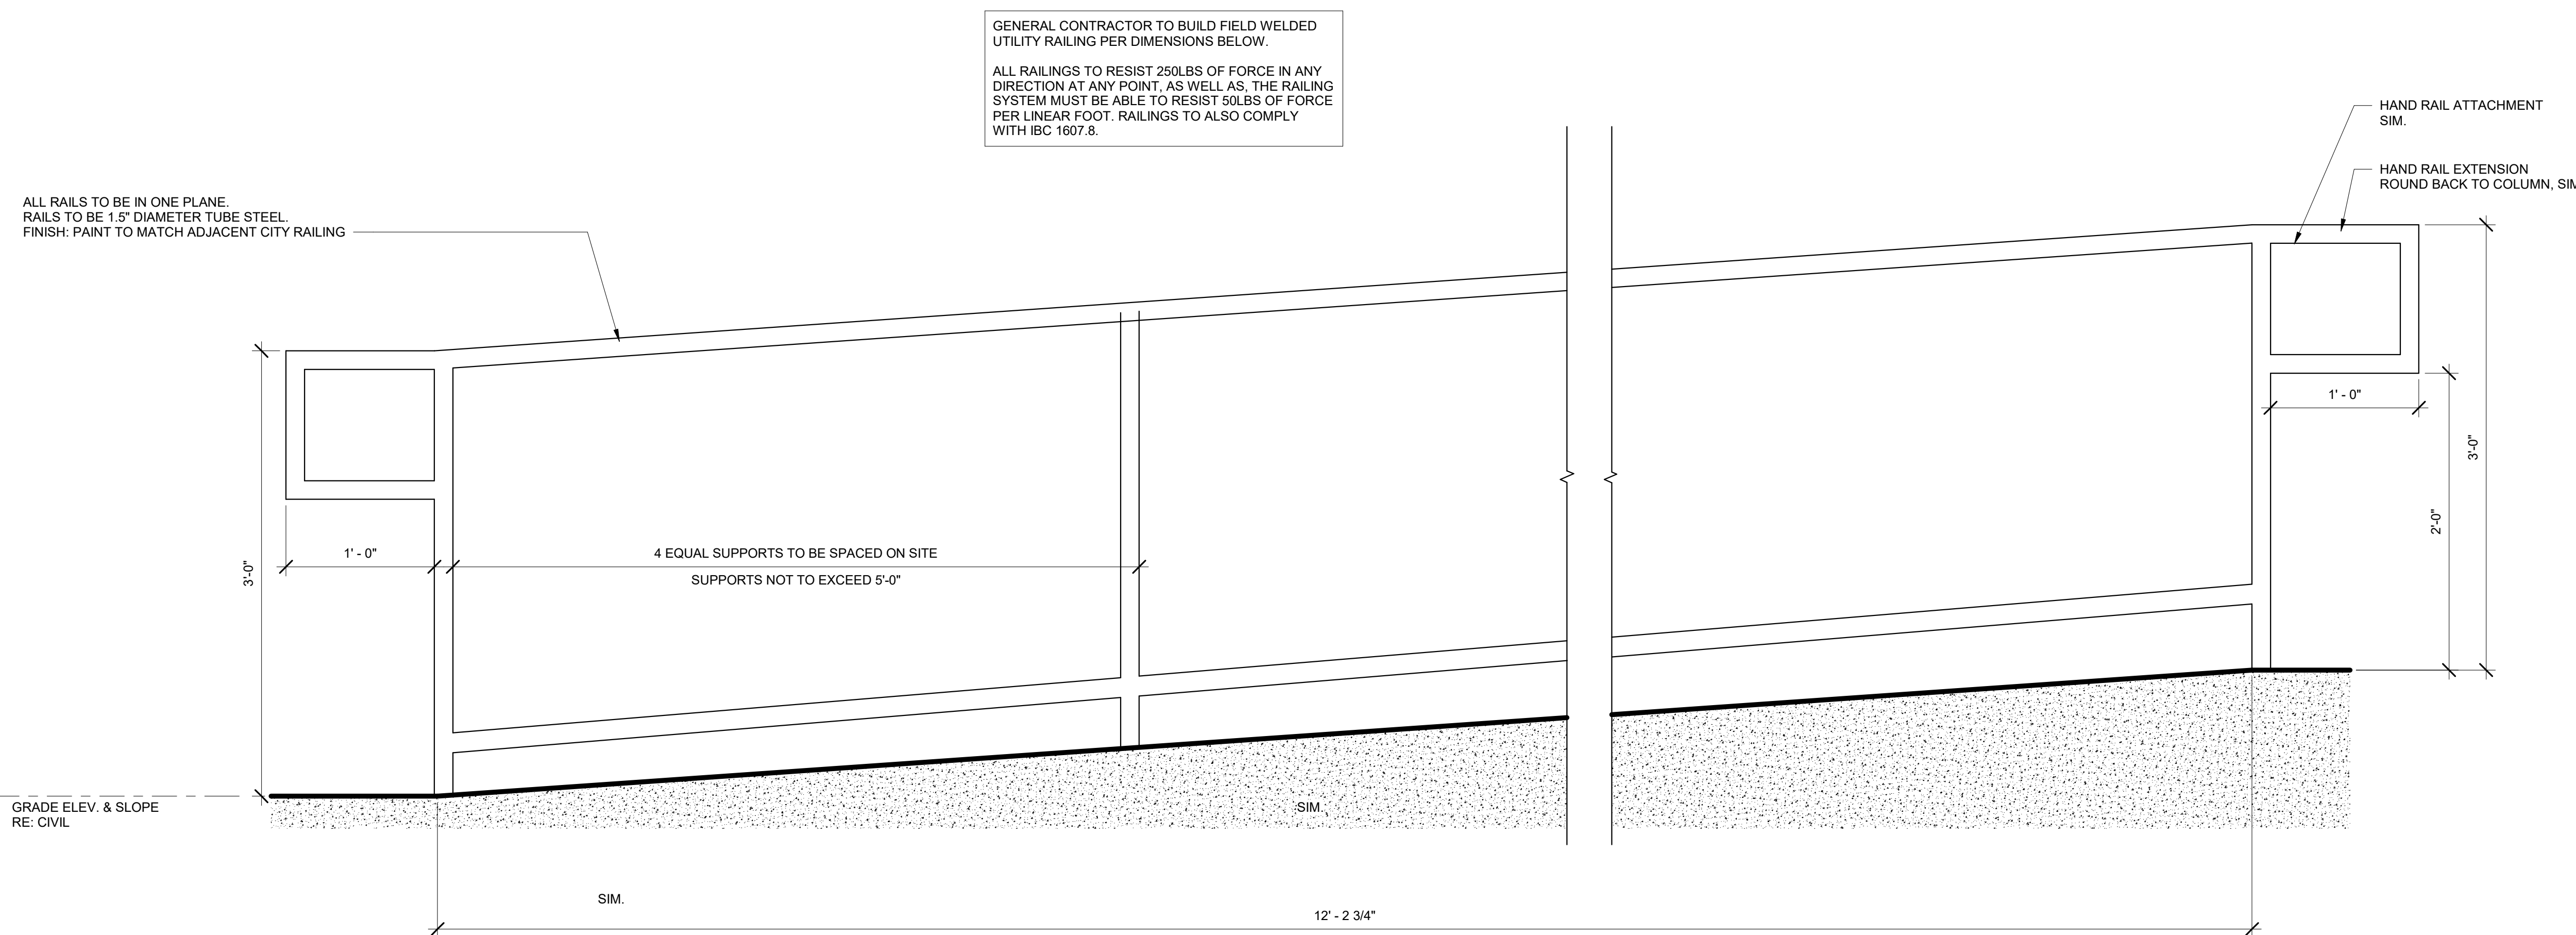 GENERAL CONTRACTOR TO BUILD FIELD WELDED
UTILITY RAILING PER DIMENSIONS BELOW.
ALL RAILINGS TO RESIST 250LBS OF FORCE IN ANY
DIRECTION AT ANY POINT, AS WELL AS, THE RAILING
SYSTEM MUST BE ABLE TO RESIST 50LBS OF FORCE
PER LINEAR FOOT. RAILINGS TO ALSO COMPLY
WITH IBC 1607.8.
HAND RAIL ATTACHMENT
SIM.
HAND RAIL EXTENSION
ROUND BACK TO COLUMN, SIM
ALL RAILS TO BE IN ONE PLANE.
RAILS TO BE 1.5" DIAMETER TUBE STEEL.
FINISH: PAINT TO MATCH ADJACENT CITY RAILING
1' - 0"
3'-0"
2'-0"
3'-0"
1' - 0"
4 EQUAL SUPPORTS TO BE SPACED ON SITE
SUPPORTS NOT TO EXCEED 5'-0"
GRADE ELEV. & SLOPE
RE: CIVIL
SIM.
SIM.
12' - 2 3/4"